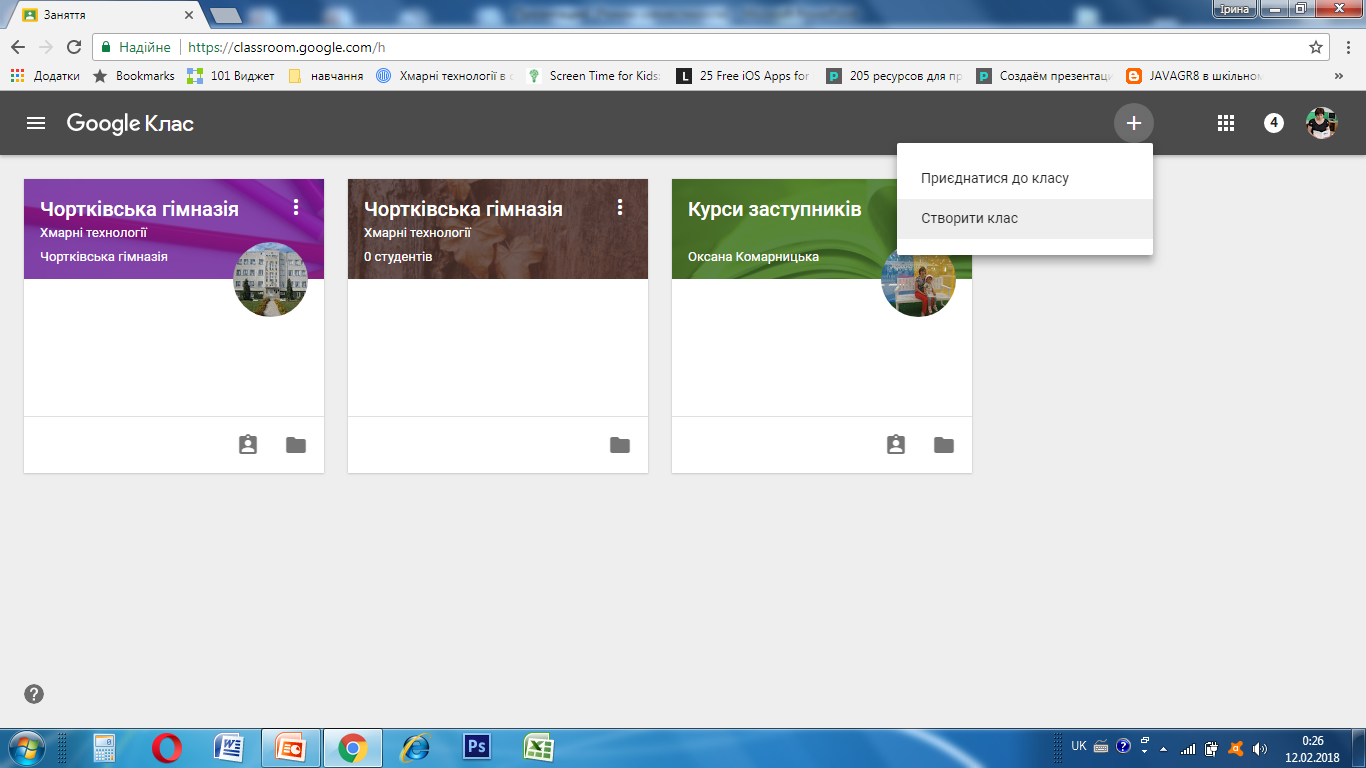 Заняття
Ірина
Надійне
https://classroom.google.com/h
Додатки
Bookmarks
101 Виджет
навчання
Хмарні технології в
Screen Time for Kids:
25 Free iOS Apps for
205 ресурсов для пр
Создаём презентац
JAVAGR8 в шкільно
»
Google Клас
4
Приєднатися до класу
Створити клас
Чортківська гімназія
Хмарні технології
Чортківська гімназія
Чортківська гімназія
Хмарні технології
0 студентів
Курси заступників
Оксана Комарницька
?
W
Ps
UK
0:26
12.02.2018